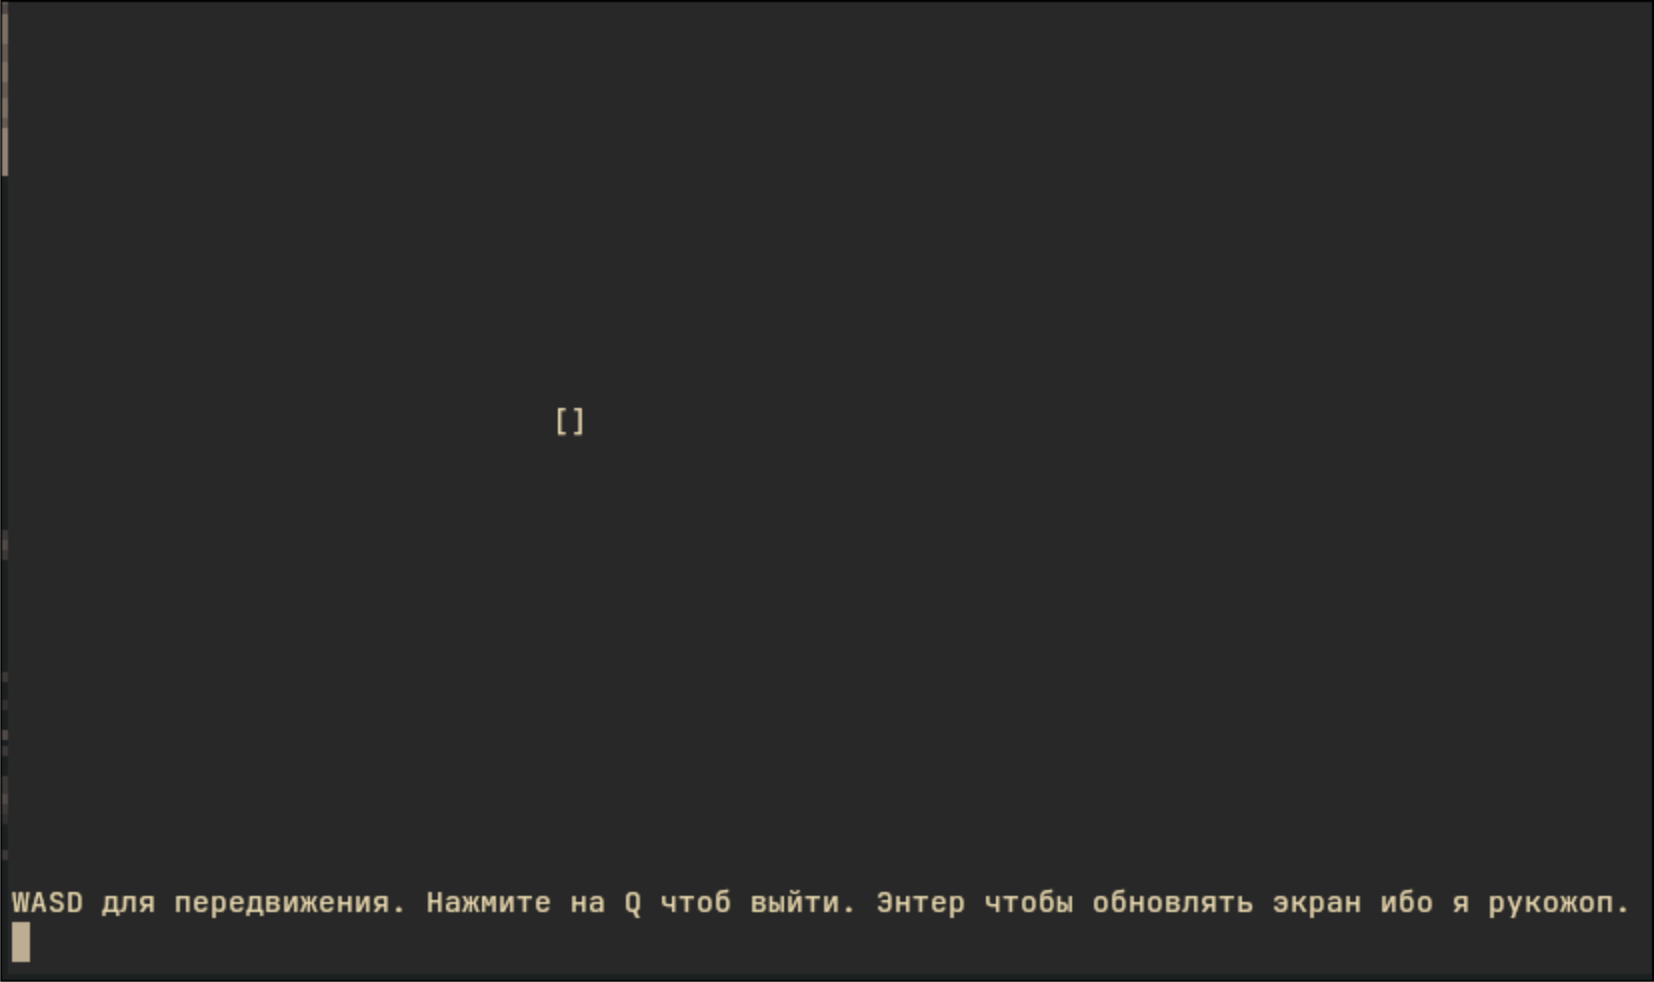 []
WASD для передвижения. Нажмите на Q чтоб выйти. Энтер чтобы обновлять экран ибо я рукожоп.